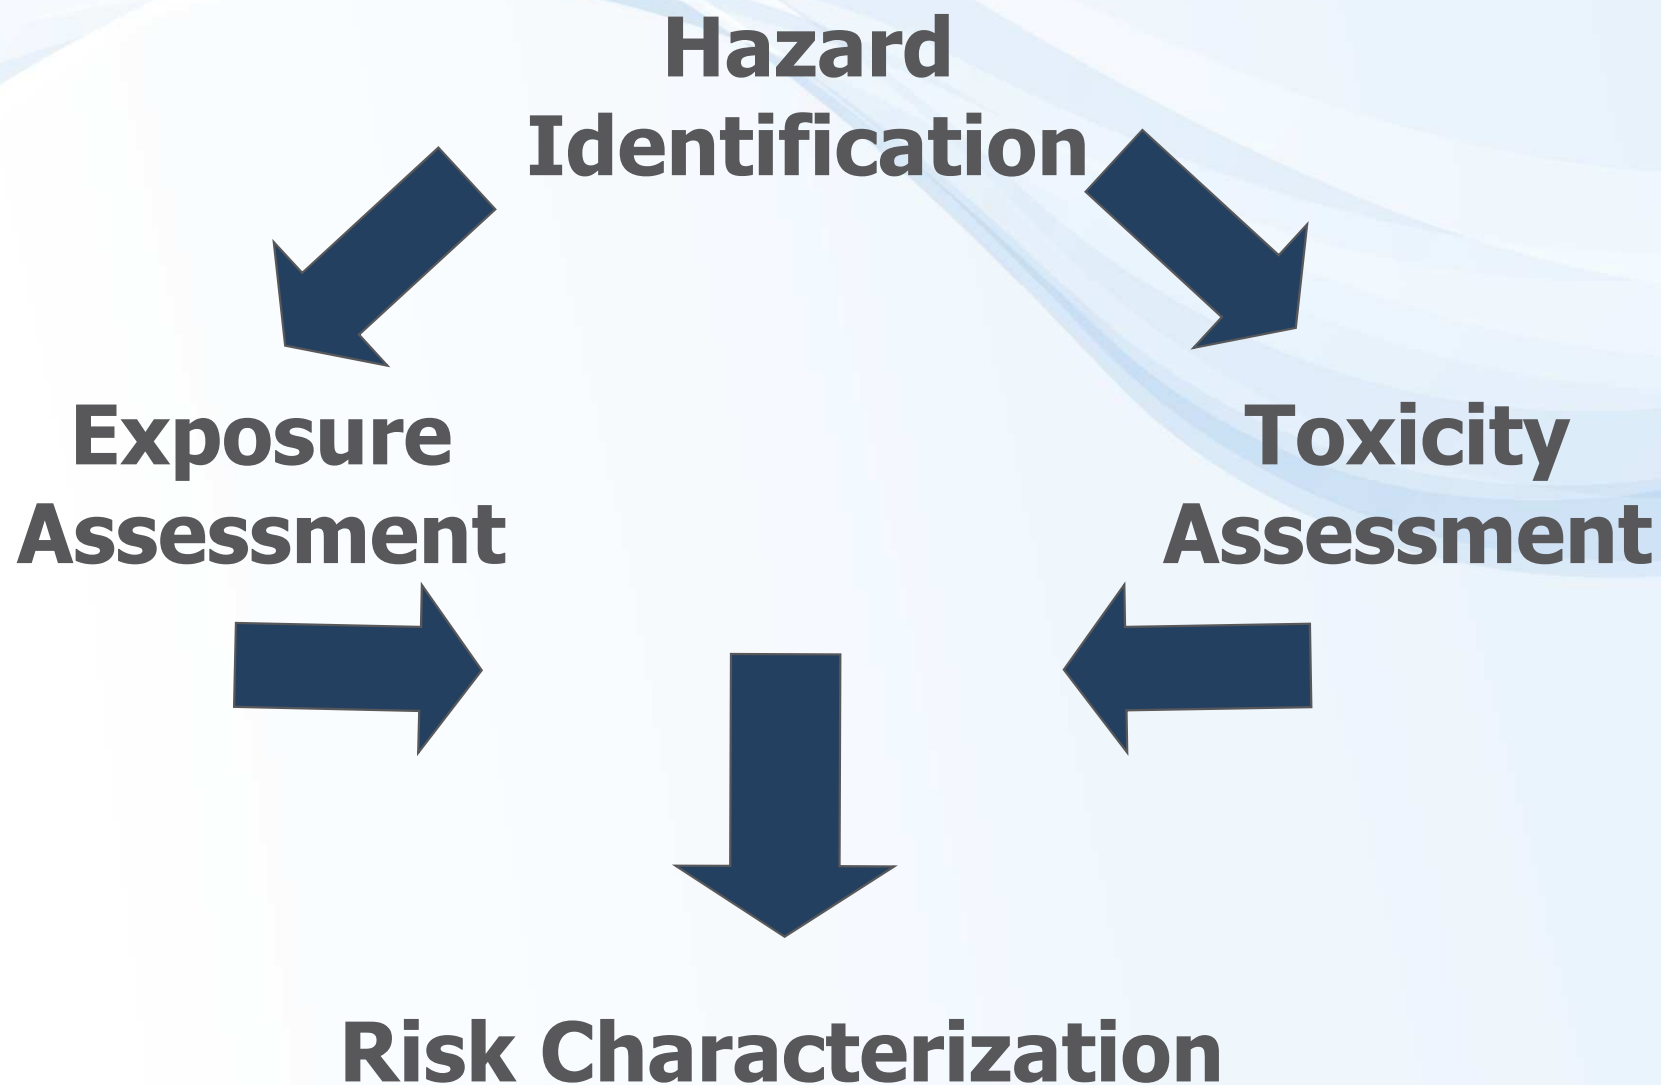 Hazard
Identification
Exposure
Assessment
Toxicity
Assessment
Risk Characterization